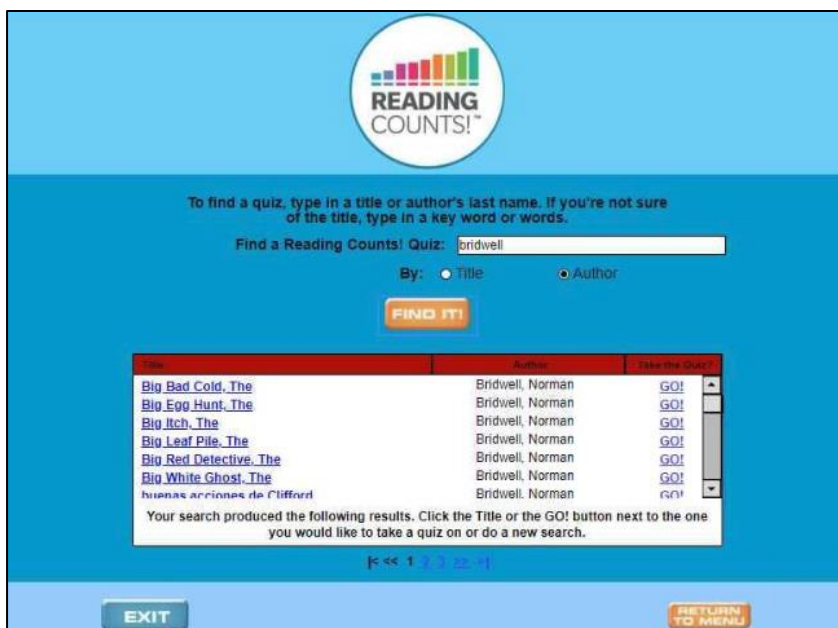 READING
COUNTS!™
To find a quiz, type in a title or author's last name. If you're not sure
of the title, type in a key word or words.
Find a Reading Counts! Quiz: bridwell
By: Title Author
FIND IT!
Title Author Take the Quiz?
Big Bad Cold, The Bridwell, Norman GO!
Big Egg Hunt, The Bridwell, Norman GO!
Big Itch, The Bridwell, Norman GO!
Big Leaf Pile, The Bridwell, Norman GO!
Big Red Detective, The Bridwell, Norman GO!
Big White Ghost, The Bridwell, Norman GO!
buenas acciones de Clifford Bridwell, Norman GO!
Your search produced the following results. Click the Title or the GO! button next to the one
you would like to take a quiz on or do a new search.
|< << 1 2 3 >> >|
EXIT RETURN
TO MENU